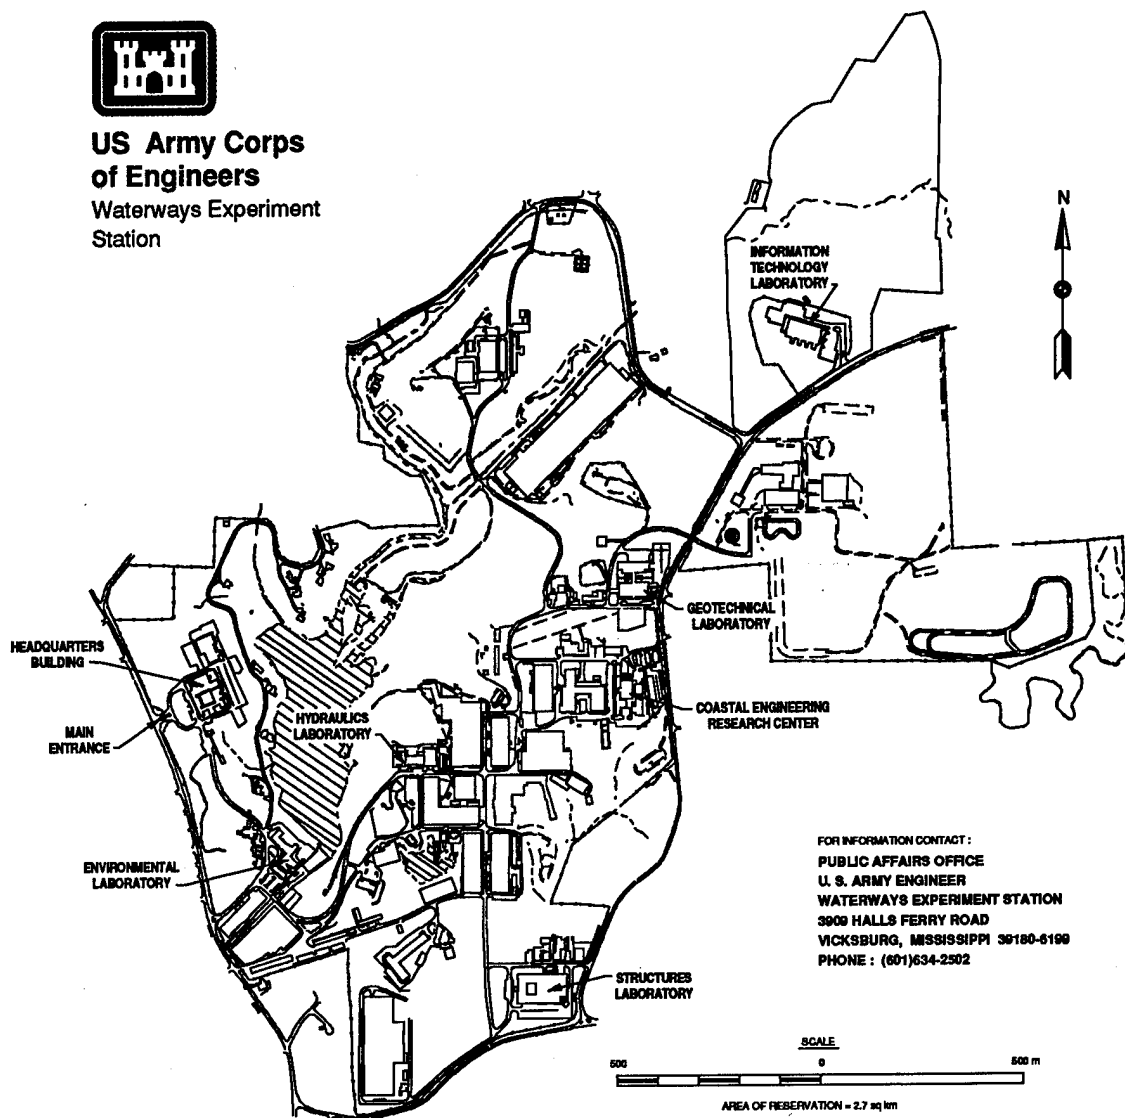 US Army Corps
of Engineers
Waterways Experiment
Station
N
INFORMATION
TECHNOLOGY
LABORATORY
GEOTECHNICAL
LABORATORY
HEADQUARTERS
BUILDING
MAIN
ENTRANCE
HYDRAULICS
LABORATORY
COASTAL ENGINEERING
RESEARCH CENTER
ENVIRONMENTAL
LABORATORY
STRUCTURES
LABORATORY
FOR INFORMATION CONTACT :
PUBLIC AFFAIRS OFFICE
U. S. ARMY ENGINEER
WATERWAYS EXPERIMENT STATION
3909 HALLS FERRY ROAD
VICKSBURG, MISSISSIPPI 39180-6199
PHONE : (601)634-2502
SCALE
500 0 500 m
AREA OF RESERVATION = 2.7 sq km